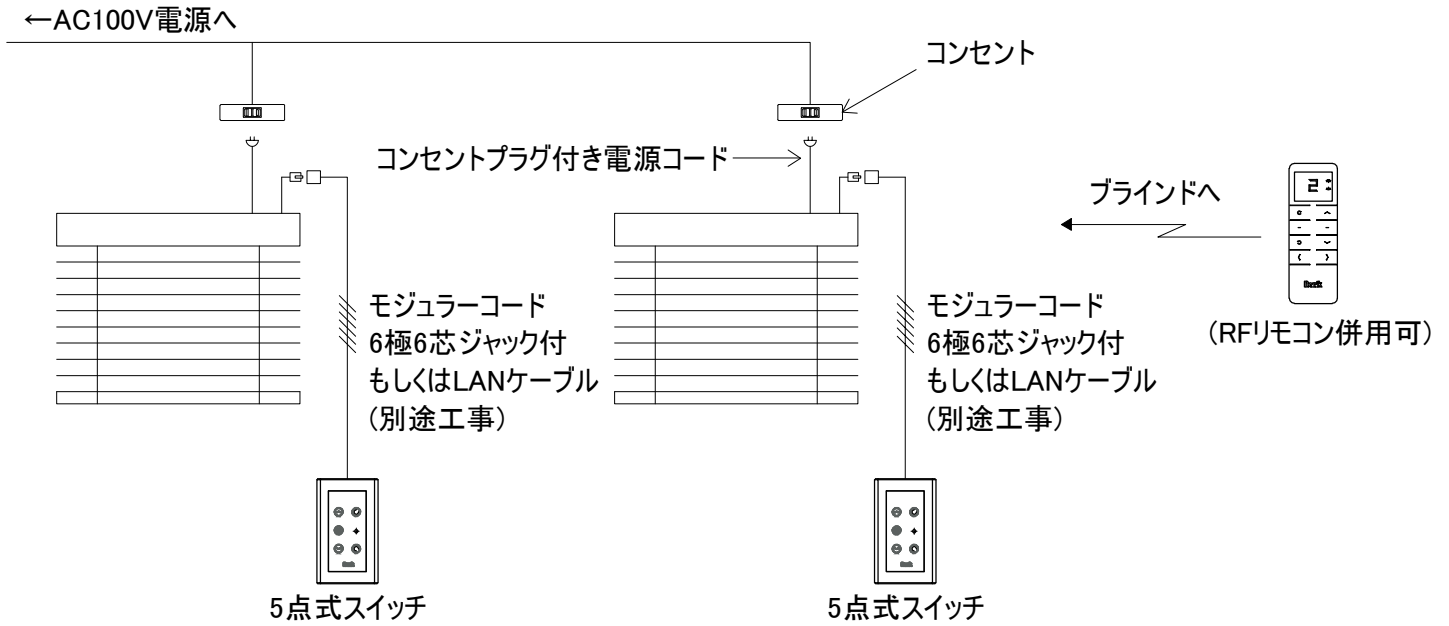 ←AC100V電源へ
コンセント
コンセントプラグ付き電源コード
ブラインドへ
2
モジュラーコード
6極6芯ジャック付
もしくはLANケーブル
(別途工事)
モジュラーコード
6極6芯ジャック付
もしくはLANケーブル
(別途工事)
(RFリモコン併用可)
5点式スイッチ
5点式スイッチ